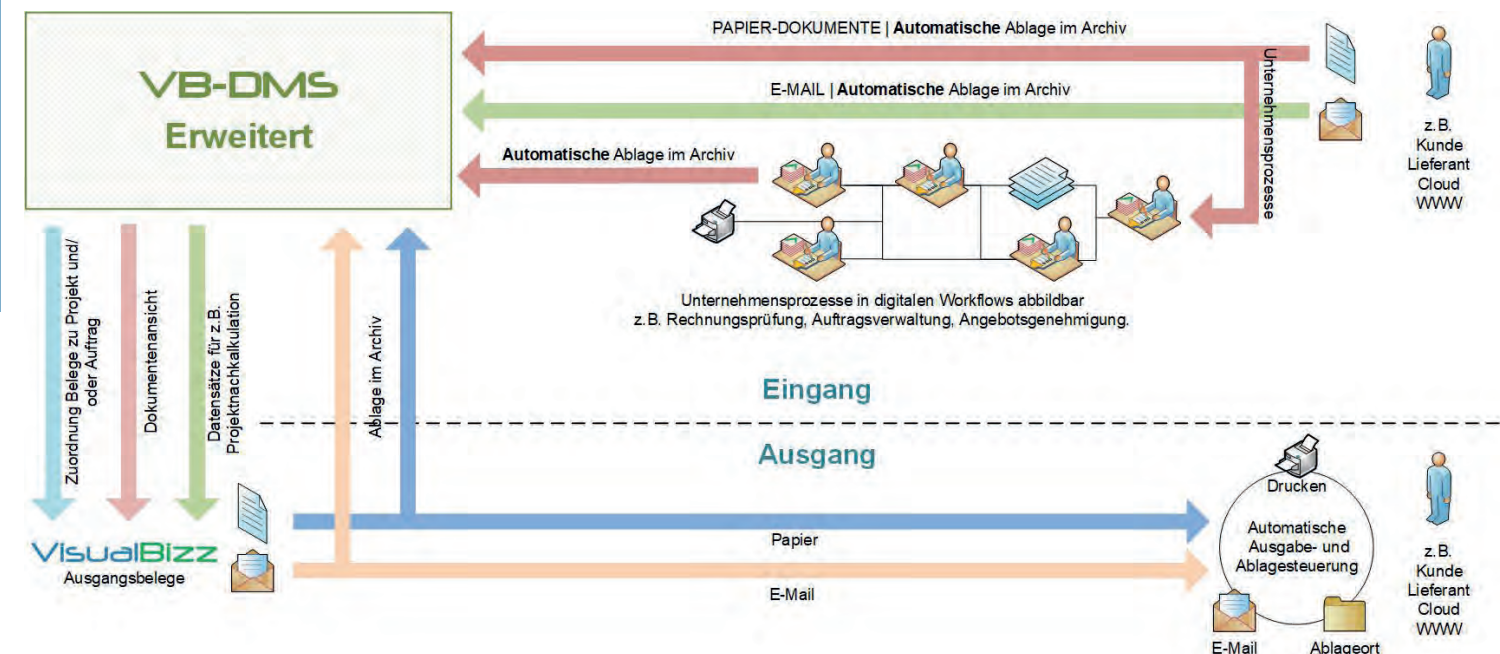 VB-DMS
Erweitert
PAPIER-DOKUMENTE | Automatische Ablage im Archiv
E-MAIL | Automatische Ablage im Archiv
Automatische Ablage im Archiv
Unternehmensprozesse
z.B.
Kunde
Lieferant
Cloud
WWW
Unternehmensprozesse in digitalen Workflows abbildbar
z.B. Rechnungsprüfung, Auftragsverwaltung, Angebotsgenehmigung.
Zuordnung Belege zu Projekt und/
oder Auftrag
Dokumentenansicht
Datensätze für z.B.
Projektnachkalkulation
Ablage im Archiv
Eingang
Ausgang
VisualBizz
Ausgangsbelege
Papier
E-Mail
Drucken
Automatische
Ausgabe- und
Ablagesteuerung
E-Mail
Ablageort
z.B.
Kunde
Lieferant
Cloud
WWW